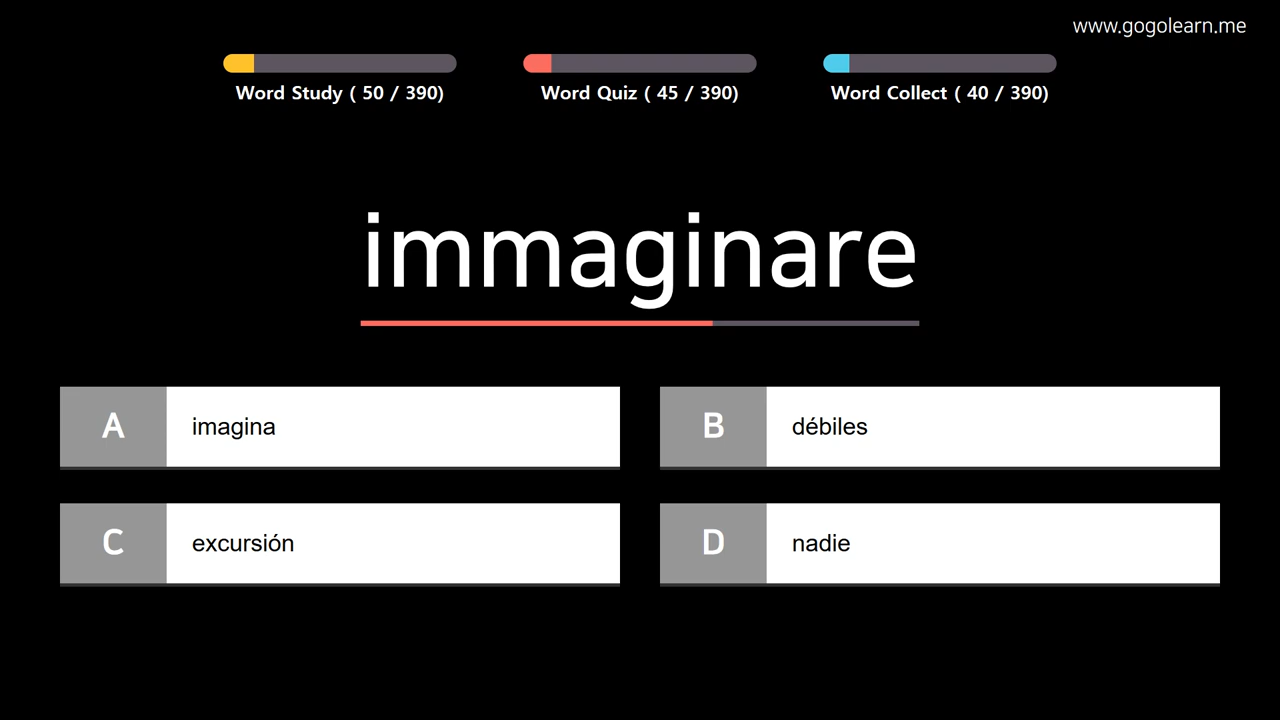 www.gogolearn.me
Word Study ( 50 / 390)
Word Quiz ( 45 / 390)
Word Collect ( 40 / 390)
immaginare
A imagina
B débiles
C excursión
D nadie